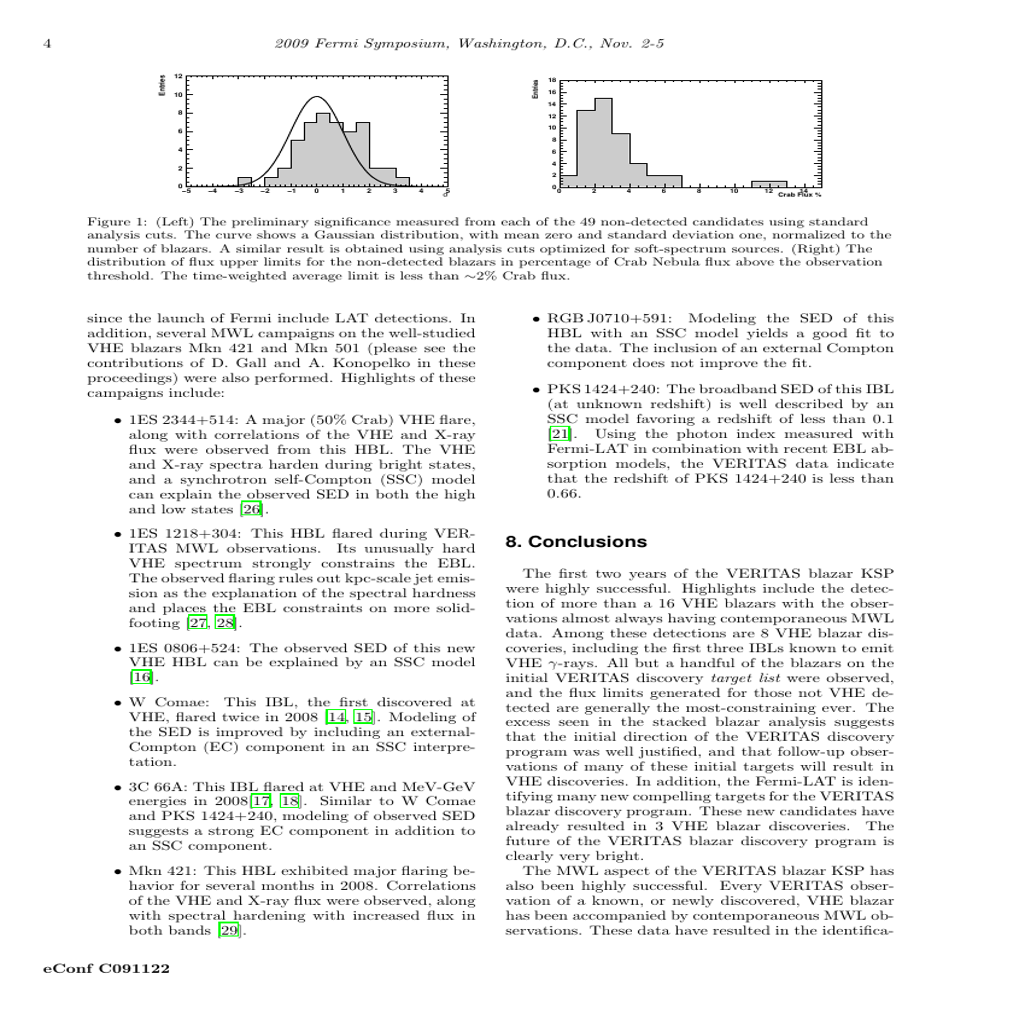 4
2009 Fermi Symposium, Washington, D.C., Nov. 2-5
Entries
12
10
8
6
4
2
0
−5 −4 −3 −2 −1 0 1 2 3 4 5
σ
Entries
18
16
14
12
10
8
6
4
2
0
0 2 4 6 8 10 12 14
Crab Flux %
Figure 1: (Left) The preliminary significance measured from each of the 49 non-detected candidates using standard
analysis cuts. The curve shows a Gaussian distribution, with mean zero and standard deviation one, normalized to the
number of blazars. A similar result is obtained using analysis cuts optimized for soft-spectrum sources. (Right) The
distribution of flux upper limits for the non-detected blazars in percentage of Crab Nebula flux above the observation
threshold. The time-weighted average limit is less than ∼2% Crab flux.
since the launch of Fermi include LAT detections. In
addition, several MWL campaigns on the well-studied
VHE blazars Mkn 421 and Mkn 501 (please see the
contributions of D. Gall and A. Konopelko in these
proceedings) were also performed. Highlights of these
campaigns include:
• 1ES 2344+514: A major (50% Crab) VHE flare,
along with correlations of the VHE and X-ray
flux were observed from this HBL. The VHE
and X-ray spectra harden during bright states,
and a synchrotron self-Compton (SSC) model
can explain the observed SED in both the high
and low states [26].
• 1ES 1218+304: This HBL flared during VER-
ITAS MWL observations. Its unusually hard
VHE spectrum strongly constrains the EBL.
The observed flaring rules out kpc-scale jet emis-
sion as the explanation of the spectral hardness
and places the EBL constraints on more solid-
footing [27, 28].
• 1ES 0806+524: The observed SED of this new
VHE HBL can be explained by an SSC model
[16].
• W Comae: This IBL, the first discovered at
VHE, flared twice in 2008 [14, 15]. Modeling of
the SED is improved by including an external-
Compton (EC) component in an SSC interpre-
tation.
• 3C 66A: This IBL flared at VHE and MeV-GeV
energies in 2008[17, 18]. Similar to W Comae
and PKS 1424+240, modeling of observed SED
suggests a strong EC component in addition to
an SSC component.
• Mkn 421: This HBL exhibited major flaring be-
havior for several months in 2008. Correlations
of the VHE and X-ray flux were observed, along
with spectral hardening with increased flux in
both bands [29].
• RGB J0710+591: Modeling the SED of this
HBL with an SSC model yields a good fit to
the data. The inclusion of an external Compton
component does not improve the fit.
• PKS 1424+240: The broadband SED of this IBL
(at unknown redshift) is well described by an
SSC model favoring a redshift of less than 0.1
[21]. Using the photon index measured with
Fermi-LAT in combination with recent EBL ab-
sorption models, the VERITAS data indicate
that the redshift of PKS 1424+240 is less than
0.66.
8. Conclusions
The first two years of the VERITAS blazar KSP
were highly successful. Highlights include the detec-
tion of more than a 16 VHE blazars with the obser-
vations almost always having contemporaneous MWL
data. Among these detections are 8 VHE blazar dis-
coveries, including the first three IBLs known to emit
VHE γ-rays. All but a handful of the blazars on the
initial VERITAS discovery target list were observed,
and the flux limits generated for those not VHE de-
tected are generally the most-constraining ever. The
excess seen in the stacked blazar analysis suggests
that the initial direction of the VERITAS discovery
program was well justified, and that follow-up obser-
vations of many of these initial targets will result in
VHE discoveries. In addition, the Fermi-LAT is iden-
tifying many new compelling targets for the VERITAS
blazar discovery program. These new candidates have
already resulted in 3 VHE blazar discoveries. The
future of the VERITAS blazar discovery program is
clearly very bright.
The MWL aspect of the VERITAS blazar KSP has
also been highly successful. Every VERITAS obser-
vation of a known, or newly discovered, VHE blazar
has been accompanied by contemporaneous MWL ob-
servations. These data have resulted in the identifica-
eConf C091122